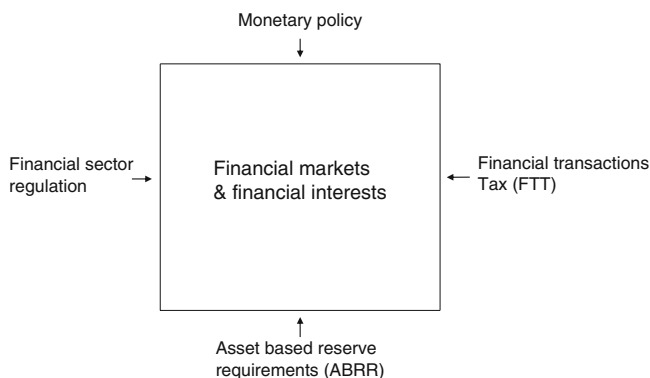 Monetary policy
Financial sector
regulation
Financial markets
& financial interests
Financial transactions
Tax (FTT)
Asset based reserve
requirements (ABRR)